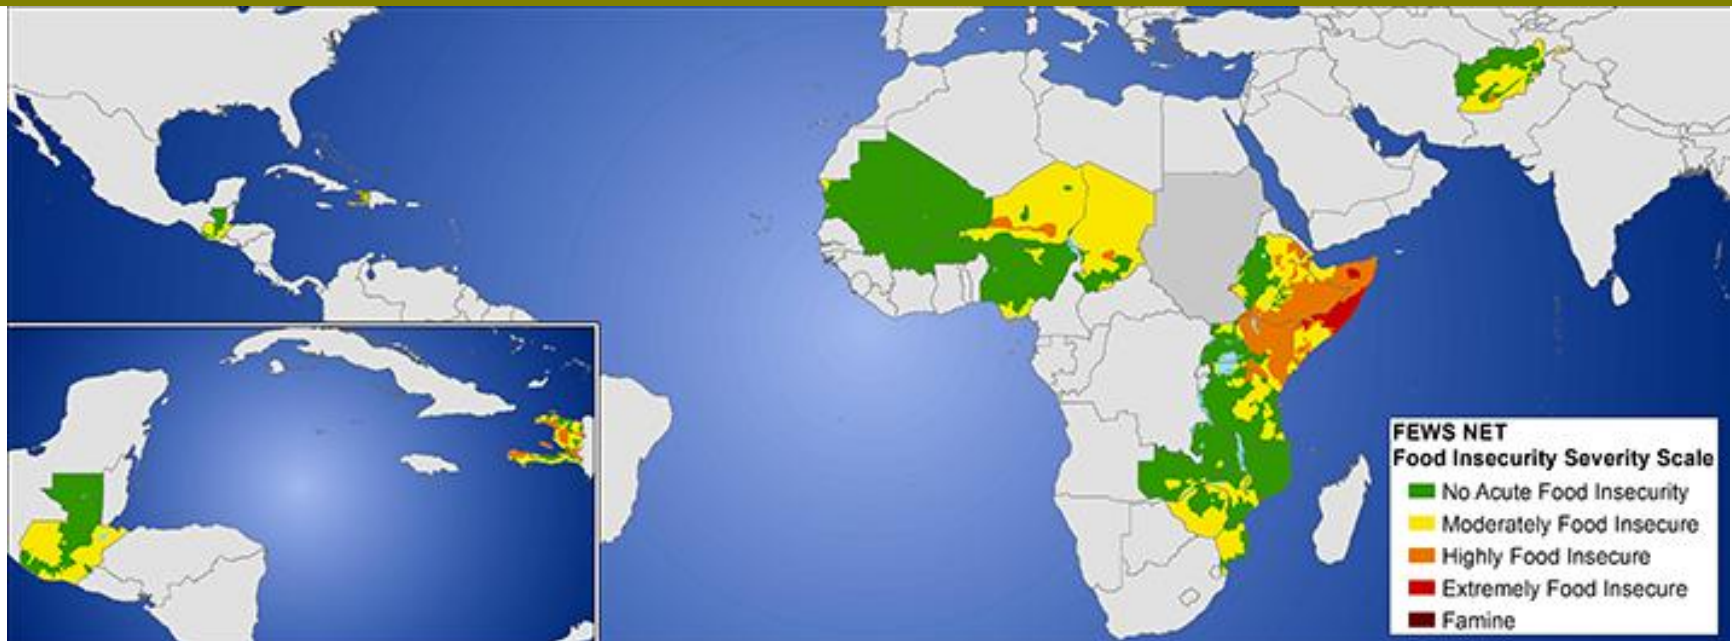 FEWS NET
Food Insecurity Severity Scale
No Acute Food Insecurity
Moderately Food Insecure
Highly Food Insecure
Extremely Food Insecure
Famine